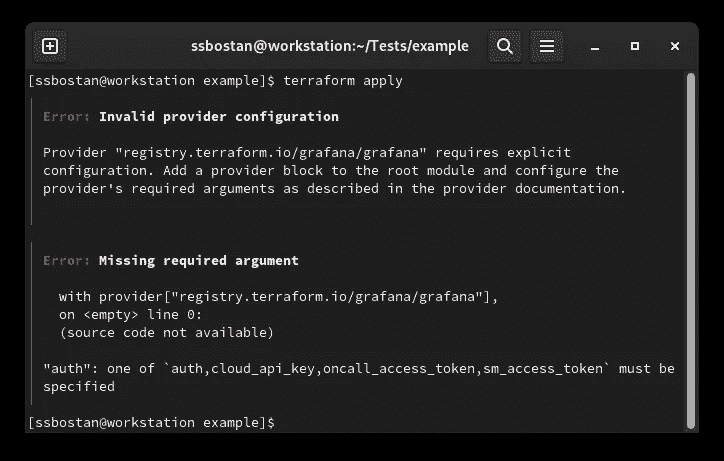 ssbostan@workstation:~/Tests/example
[ssbostan@workstation example]$ terraform apply
Error: Invalid provider configuration
Provider "registry.terraform.io/grafana/grafana" requires explicit
configuration. Add a provider block to the root module and configure the
provider's required arguments as described in the provider documentation.
Error: Missing required argument
with provider["registry.terraform.io/grafana/grafana"],
on <empty> line 0:
(source code not available)
"auth": one of `auth,cloud_api_key,oncall_access_token,sm_access_token` must be
specified
[ssbostan@workstation example]$